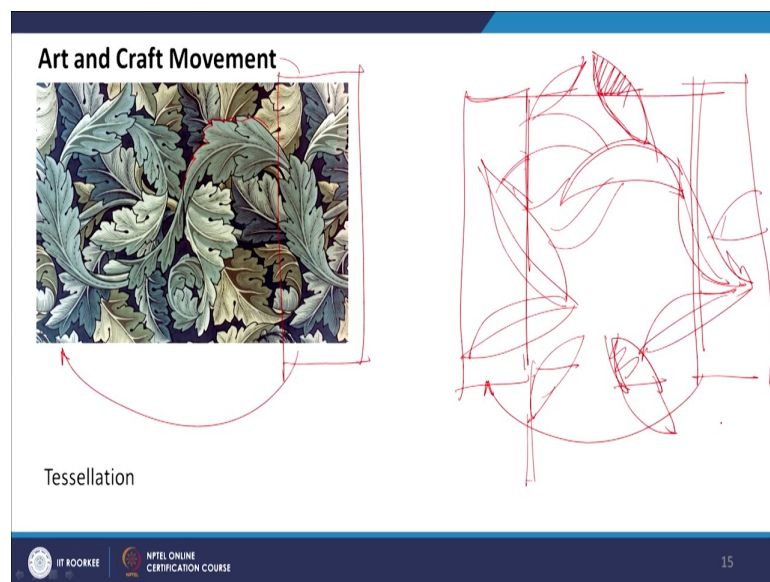 Art and Craft Movement
Tessellation
IIT ROORKEE
NPTEL ONLINE
CERTIFICATION COURSE
15